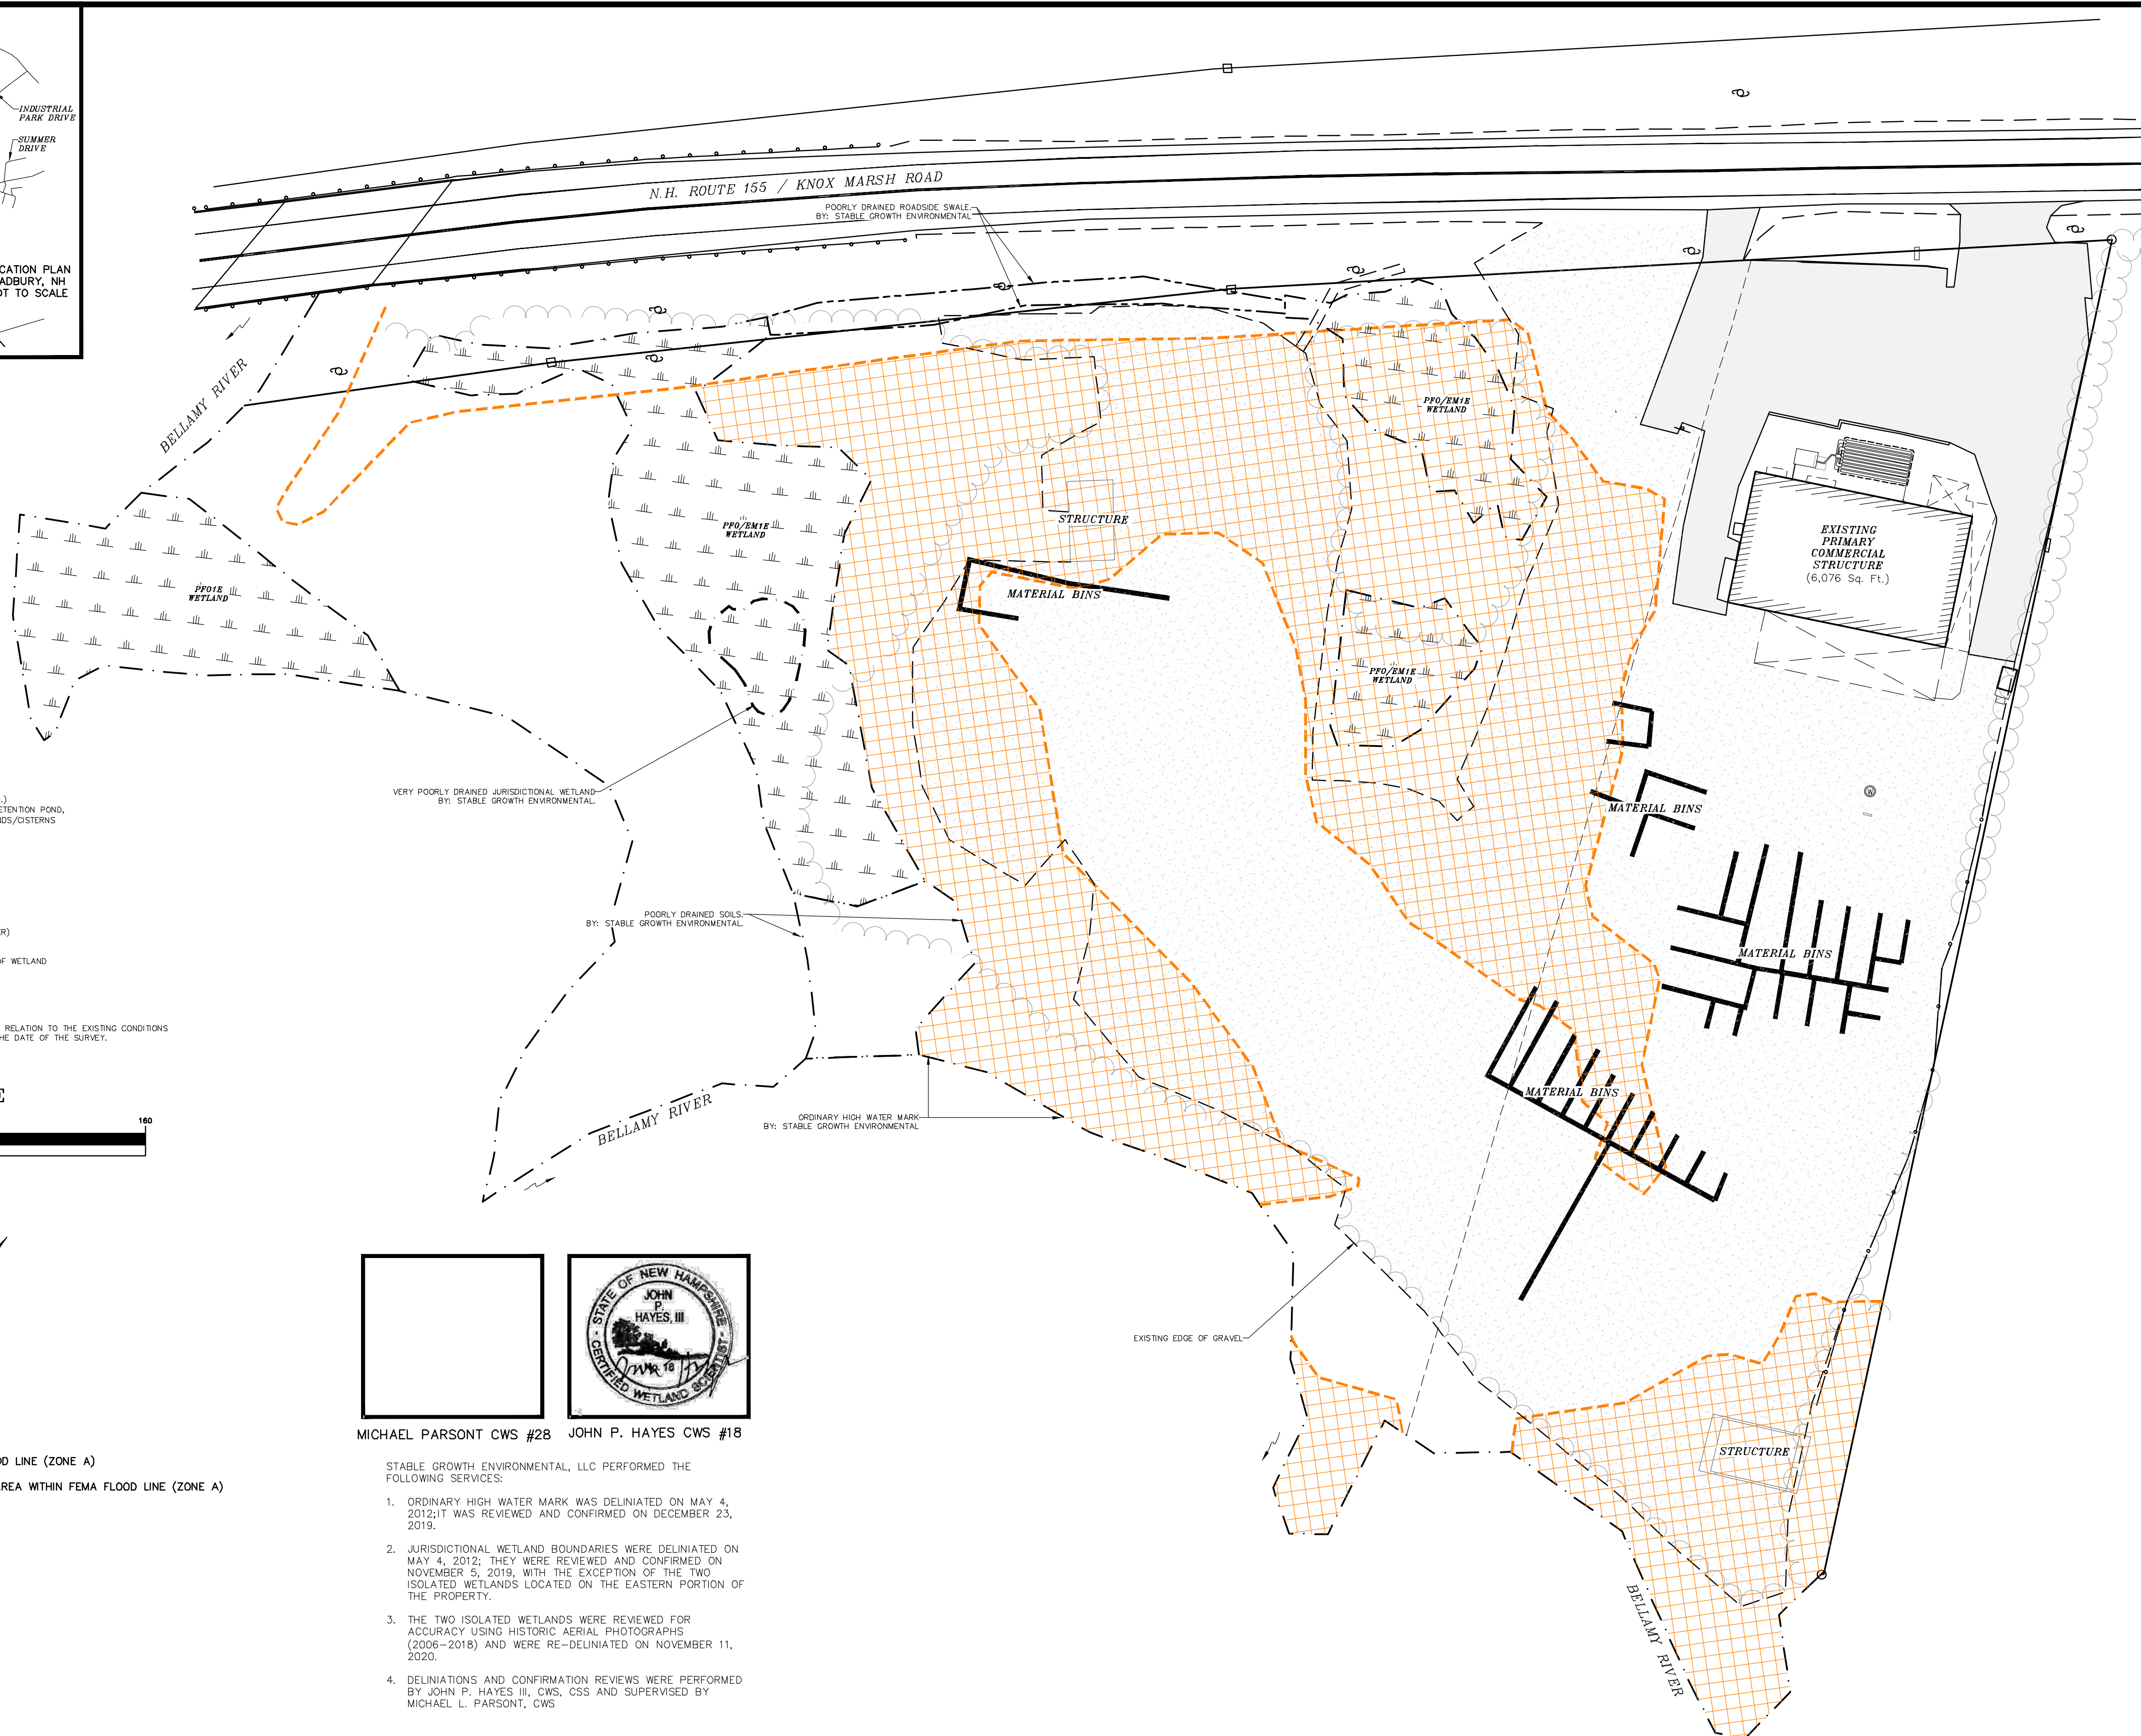 INDUSTRIAL
PARK DRIVE
SUMMER
DRIVE
CATION PLAN
ADBURY, NH
OT TO SCALE
N.H. ROUTE 155 / KNOX MARSH ROAD
POORLY DRAINED ROADSIDE SWALE.
BY: STABLE GROWTH ENVIRONMENTAL
BELLAMY RIVER
PFO/EM1E
WETLAND
PFO/EM1E
WETLAND
STRUCTURE
EXISTING
PRIMARY
COMMERCIAL
STRUCTURE
(6,076 Sq. Ft.)
PFO1E
WETLAND
MATERIAL BINS
PFO/EM1E
WETLAND
VERY POORLY DRAINED JURISDICTIONAL WETLAND
BY: STABLE GROWTH ENVIRONMENTAL.
.)
ETENTION POND,
NDS/CISTERNS
W
MATERIAL BINS
POORLY DRAINED SOILS.
BY: STABLE GROWTH ENVIRONMENTAL.
R)
OF WETLAND
MATERIAL BINS
RELATION TO THE EXISTING CONDITIONS
HE DATE OF THE SURVEY.
E
160
MATERIAL BINS
BELLAMY RIVER
ORDINARY HIGH WATER MARK
BY: STABLE GROWTH ENVIRONMENTAL
STATE OF NEW HAMPSHIRE
JOHN
P.
HAYES, III
18
CERTIFIED WETLAND SCIENTIST
EXISTING EDGE OF GRAVEL
MICHAEL PARSONT CWS #28
JOHN P. HAYES CWS #18
OD LINE (ZONE A)
AREA WITHIN FEMA FLOOD LINE (ZONE A)
STRUCTURE
STABLE GROWTH ENVIRONMENTAL, LLC PERFORMED THE
FOLLOWING SERVICES:
1. ORDINARY HIGH WATER MARK WAS DELINIATED ON MAY 4,
2012;IT WAS REVIEWED AND CONFIRMED ON DECEMBER 23,
2019.
2. JURISDICTIONAL WETLAND BOUNDARIES WERE DELINIATED ON
MAY 4, 2012; THEY WERE REVIEWED AND CONFIRMED ON
NOVEMBER 5, 2019, WITH THE EXCEPTION OF THE TWO
ISOLATED WETLANDS LOCATED ON THE EASTERN PORTION OF
THE PROPERTY.
3. THE TWO ISOLATED WETLANDS WERE REVIEWED FOR
ACCURACY USING HISTORIC AERIAL PHOTOGRAPHS
(2006-2018) AND WERE RE-DELINIATED ON NOVEMBER 11,
2020.
4. DELINIATIONS AND CONFIRMATION REVIEWS WERE PERFORMED
BY JOHN P. HAYES III, CWS, CSS AND SUPERVISED BY
MICHAEL L. PARSONT, CWS
BELLAMY RIVER